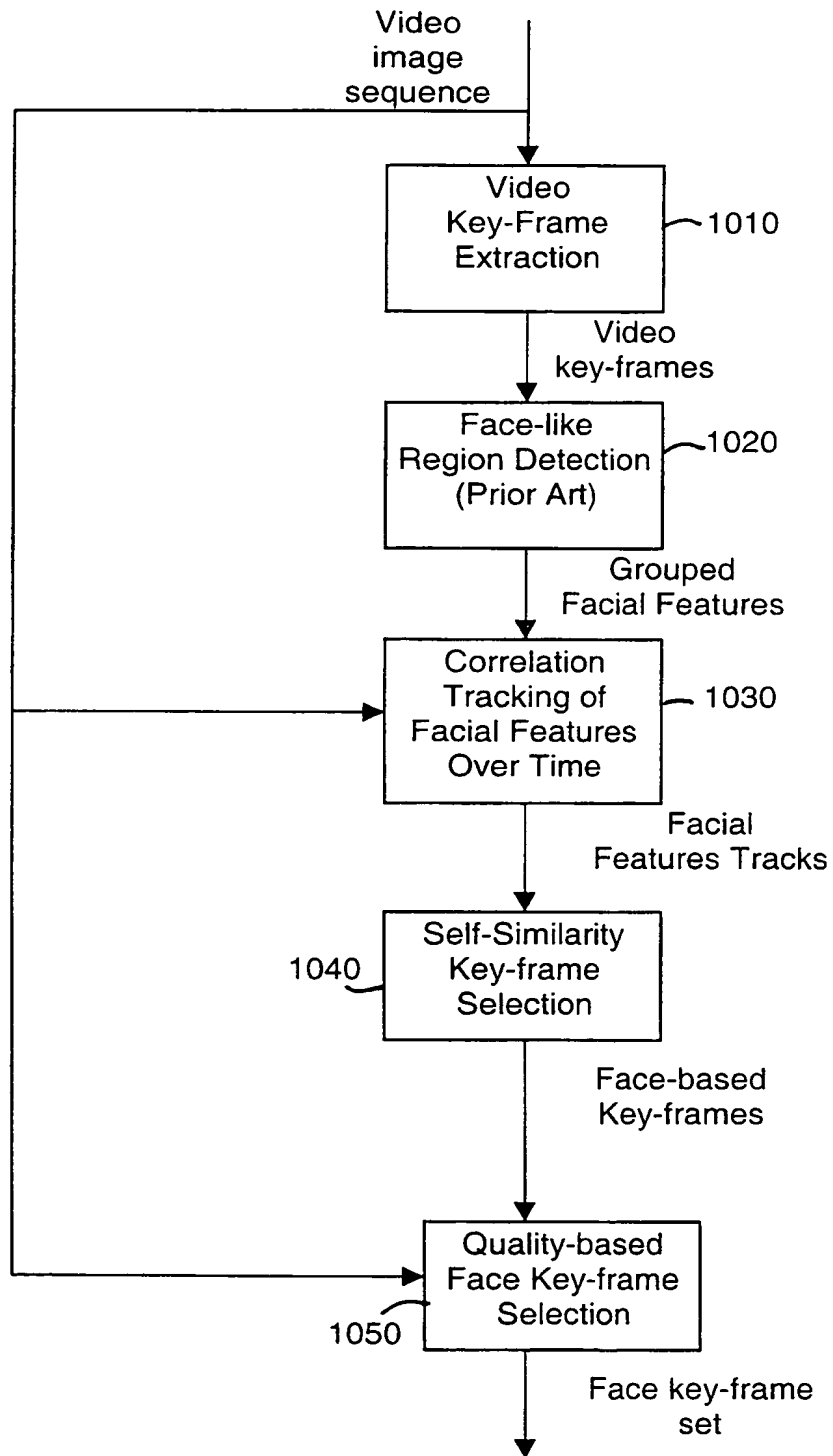 Video
image
sequence
Video
Key-Frame
Extraction
1010
Video
key-frames
Face-like
Region Detection
(Prior Art)
1020
Grouped
Facial Features
Correlation
Tracking of
Facial Features
Over Time
1030
Facial
Features Tracks
Self-Similarity
Key-frame
Selection
1040
Face-based
Key-frames
Quality-based
Face Key-frame
Selection
1050
Face key-frame
set